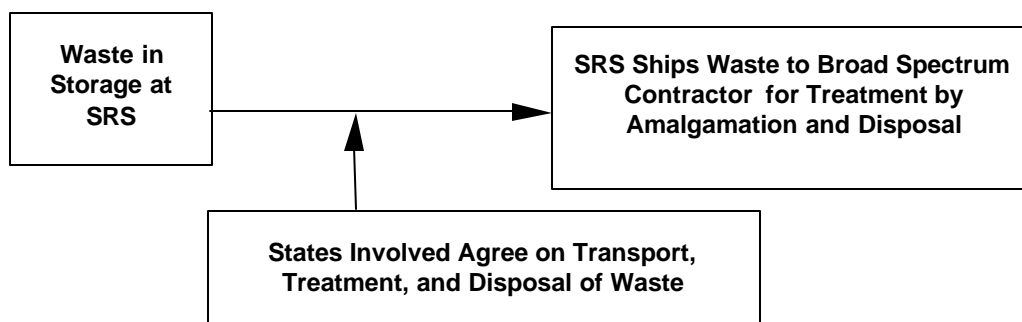 Waste in
Storage at
SRS
SRS Ships Waste to Broad Spectrum
Contractor for Treatment by
Amalgamation and Disposal
States Involved Agree on Transport,
Treatment, and Disposal of Waste